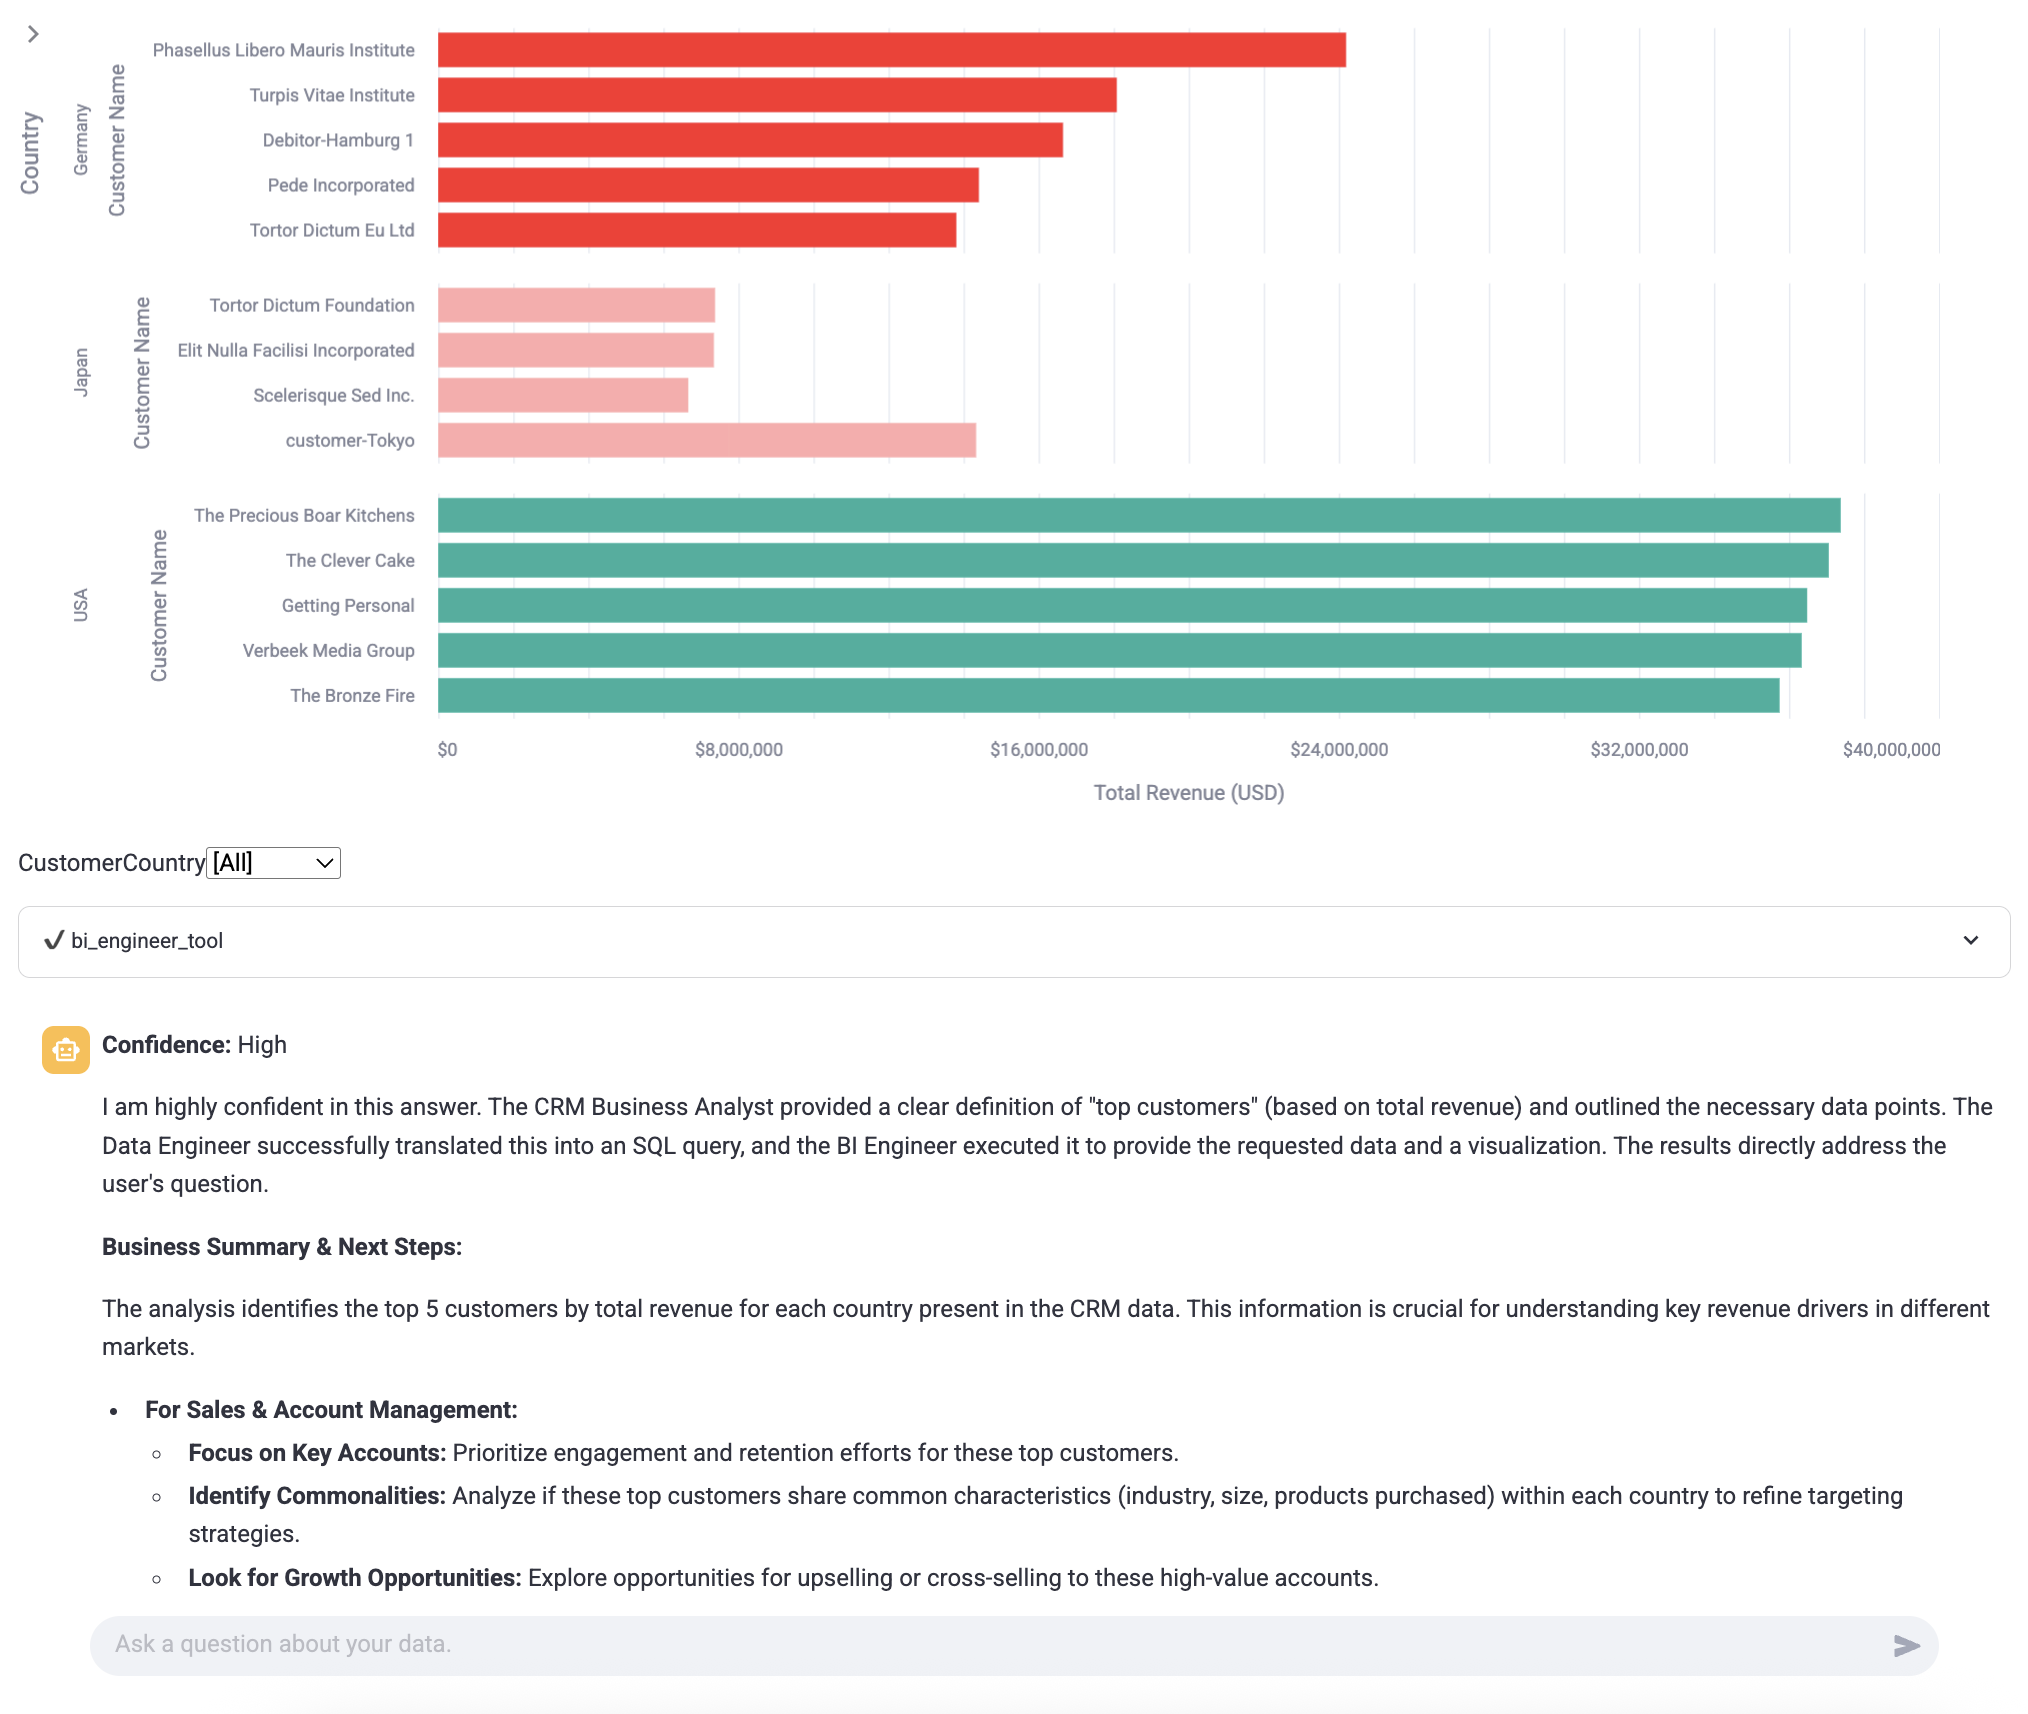 Country
Germany
Customer Name
Phasellus Libero Mauris Institute
Turpis Vitae Institute
Debitor-Hamburg 1
Pede Incorporated
Tortor Dictum Eu Ltd
Japan
Customer Name
Tortor Dictum Foundation
Elit Nulla Facilisi Incorporated
Scelerisque Sed Inc.
customer-Tokyo
USA
Customer Name
The Precious Boar Kitchens
The Clever Cake
Getting Personal
Verbeek Media Group
The Bronze Fire
$0 $8,000,000 $16,000,000 $24,000,000 $32,000,000 $40,000,000
Total Revenue (USD)
CustomerCountry [All]
bi_engineer_tool
Confidence: High
I am highly confident in this answer. The CRM Business Analyst provided a clear definition of "top customers" (based on total revenue) and outlined the necessary data points. The
Data Engineer successfully translated this into an SQL query, and the BI Engineer executed it to provide the requested data and a visualization. The results directly address the
user's question.
Business Summary & Next Steps:
The analysis identifies the top 5 customers by total revenue for each country present in the CRM data. This information is crucial for understanding key revenue drivers in different
markets.
• For Sales & Account Management:
◦ Focus on Key Accounts: Prioritize engagement and retention efforts for these top customers.
◦ Identify Commonalities: Analyze if these top customers share common characteristics (industry, size, products purchased) within each country to refine targeting
strategies.
◦ Look for Growth Opportunities: Explore opportunities for upselling or cross-selling to these high-value accounts.
Ask a question about your data.